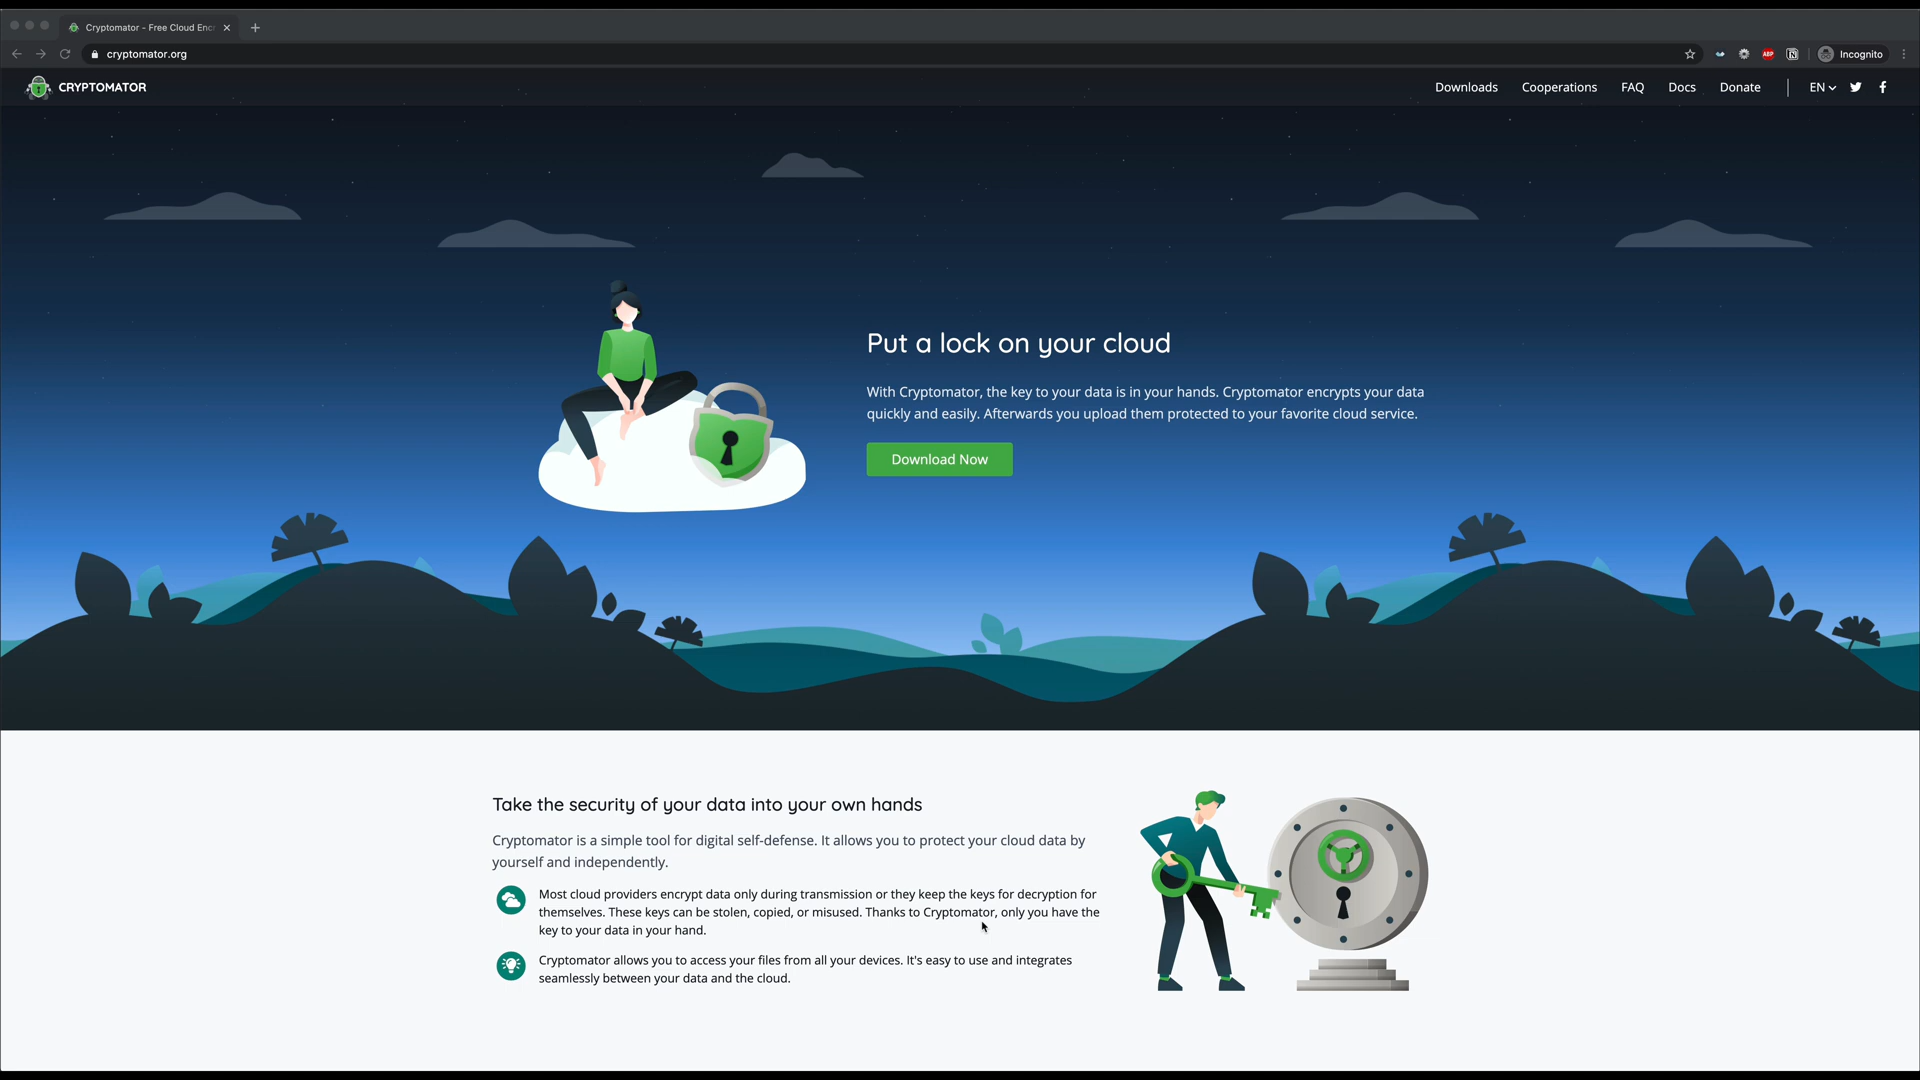 Cryptomator - Free Cloud Enc
cryptomator.org
ABP
Incognito
CRYPTOMATOR
Downloads
Cooperations
FAQ
Docs
Donate
EN
Put a lock on your cloud
With Cryptomator, the key to your data is in your hands. Cryptomator encrypts your data
quickly and easily. Afterwards you upload them protected to your favorite cloud service.
Download Now
Take the security of your data into your own hands
Cryptomator is a simple tool for digital self-defense. It allows you to protect your cloud data by
yourself and independently.
Most cloud providers encrypt data only during transmission or they keep the keys for decryption for
themselves. These keys can be stolen, copied, or misused. Thanks to Cryptomator, only you have the
key to your data in your hand.
Cryptomator allows you to access your files from all your devices. It's easy to use and integrates
seamlessly between your data and the cloud.